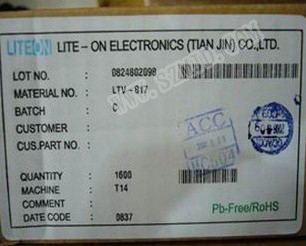 LITEON LITE - ON ELECTRONICS (TIAN JIN) CO.,LTD.
LOT NO. : 0824802098
MATERIAL NO. : LTV-817
BATCH : C
CUSTOMER :
CUS.PART NO. :
ACC.
QUANTITY : 1600
MACHINE : T14
COMMENT :
DATE CODE : 0837
Pb-Free/RoHS